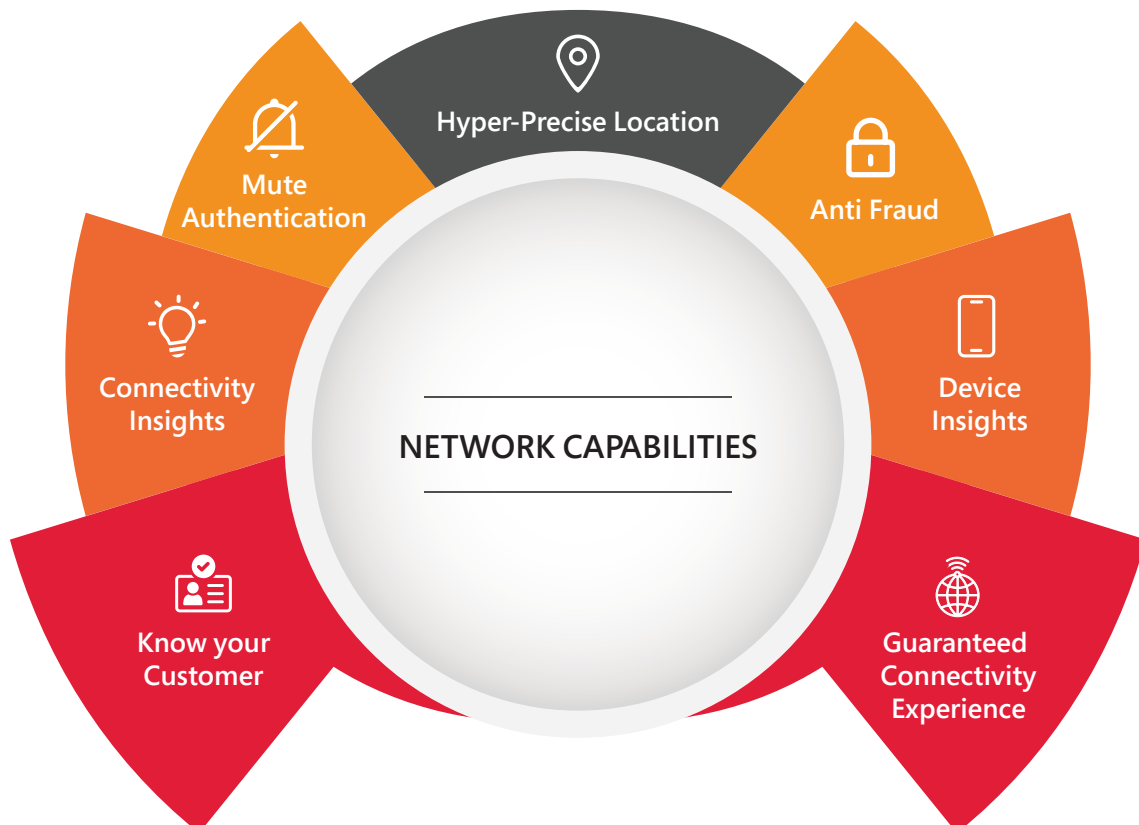 Hyper-Precise Location
Mute
Authentication
Anti Fraud
Connectivity
Insights
Device
Insights
NETWORK CAPABILITIES
Know your
Customer
Guaranteed
Connectivity
Experience